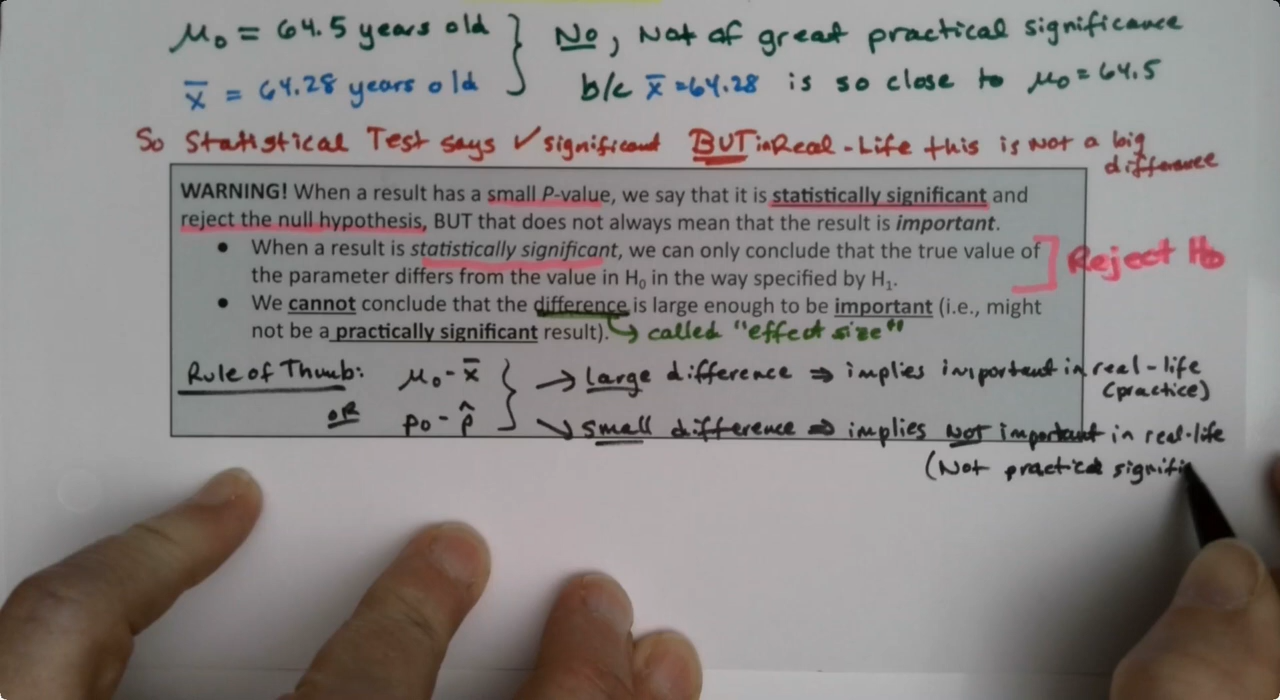 μ₀ = 64.5 years old } No, Not of great practical significance
x̄ = 64.28 years old b/c x̄ = 64.28 is so close to μ₀ = 64.5
So Statistical Test says ✓significant BUT in Real-Life this is Not a big
difference
WARNING! When a result has a small P-value, we say that it is statistically significant and
reject the null hypothesis, BUT that does not always mean that the result is important.
• When a result is statistically significant, we can only conclude that the true value of
the parameter differs from the value in H₀ in the way specified by H₁.
] Reject H₀
• We cannot conclude that the difference is large enough to be important (i.e., might
not be a practically significant result). ↳ called "effect size"
Rule of Thumb: μ₀ - x̄ } → large difference ⇒ implies important in real-life
(practice)
OR p₀ - p̂ ↘ small difference ⇒ implies Not important in real-life
(Not practical signifi